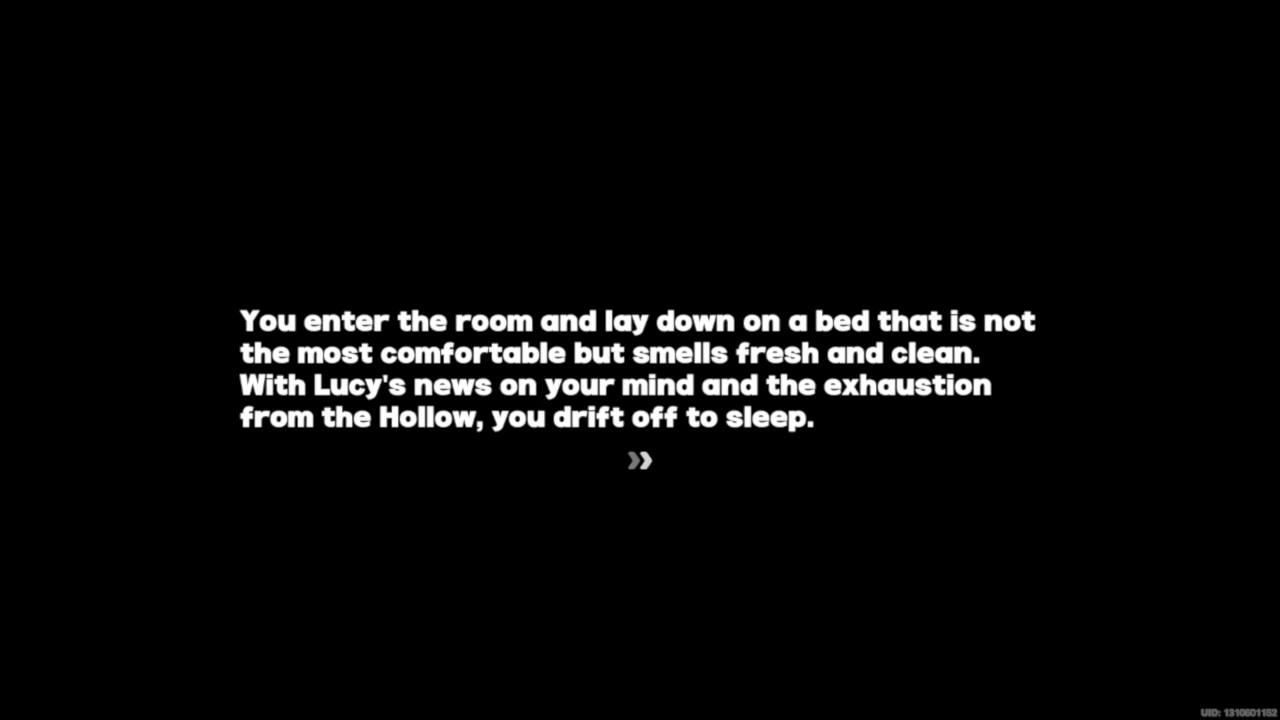 You enter the room and lay down on a bed that is not
the most comfortable but smells fresh and clean.
With Lucy's news on your mind and the exhaustion
from the Hollow, you drift off to sleep.
UID: 1310601152